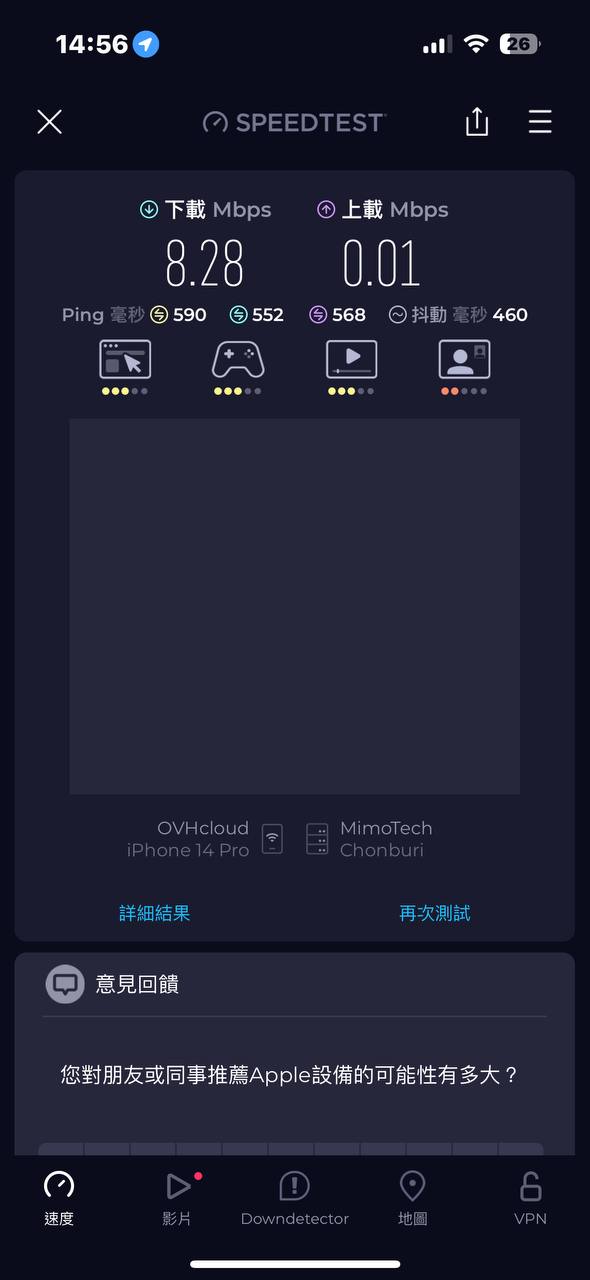 14:56
26
SPEEDTEST
下載 Mbps
上載 Mbps
8.28
0.01
Ping 毫秒 590 552 568 抖動 毫秒 460
OVHcloud
iPhone 14 Pro
MimoTech
Chonburi
詳細結果
再次測試
意見回饋
您對朋友或同事推薦Apple設備的可能性有多大？
速度
影片
Downdetector
地圖
VPN